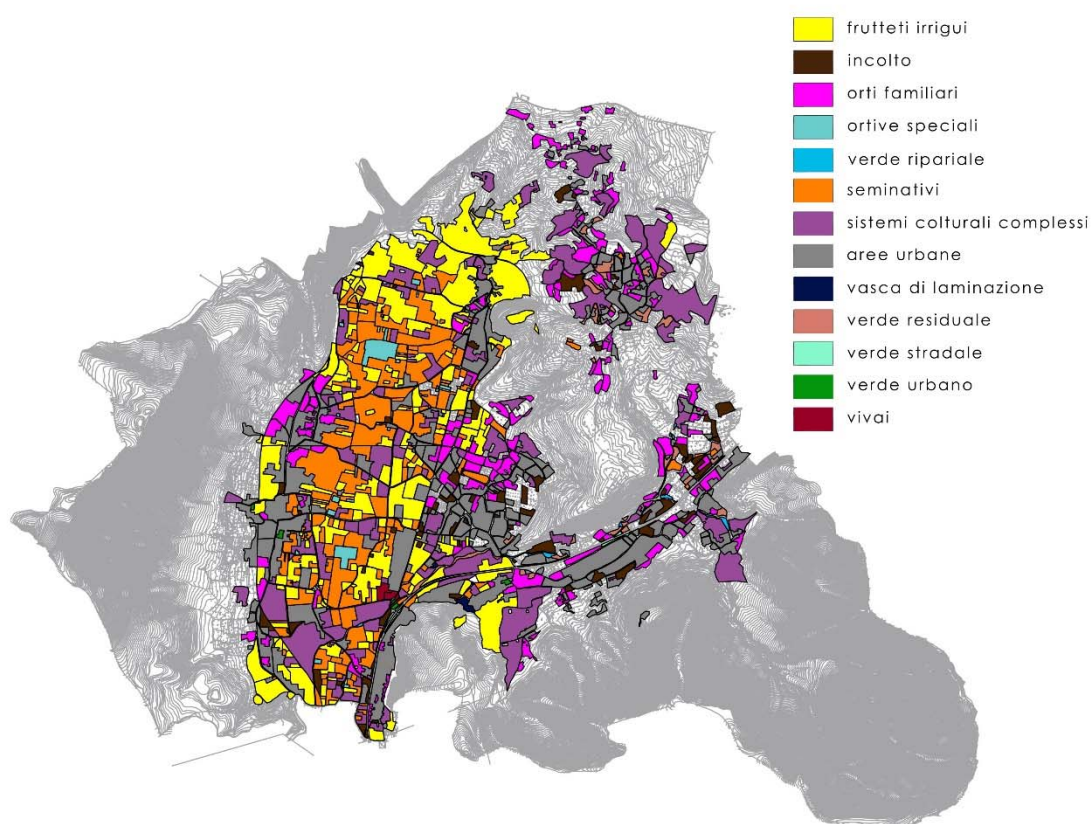 frutteti irrigui
incolto
orti familiari
ortive speciali
verde ripariale
seminativi
sistemi colturali complessi
aree urbane
vasca di laminazione
verde residuale
verde stradale
verde urbano
vivai